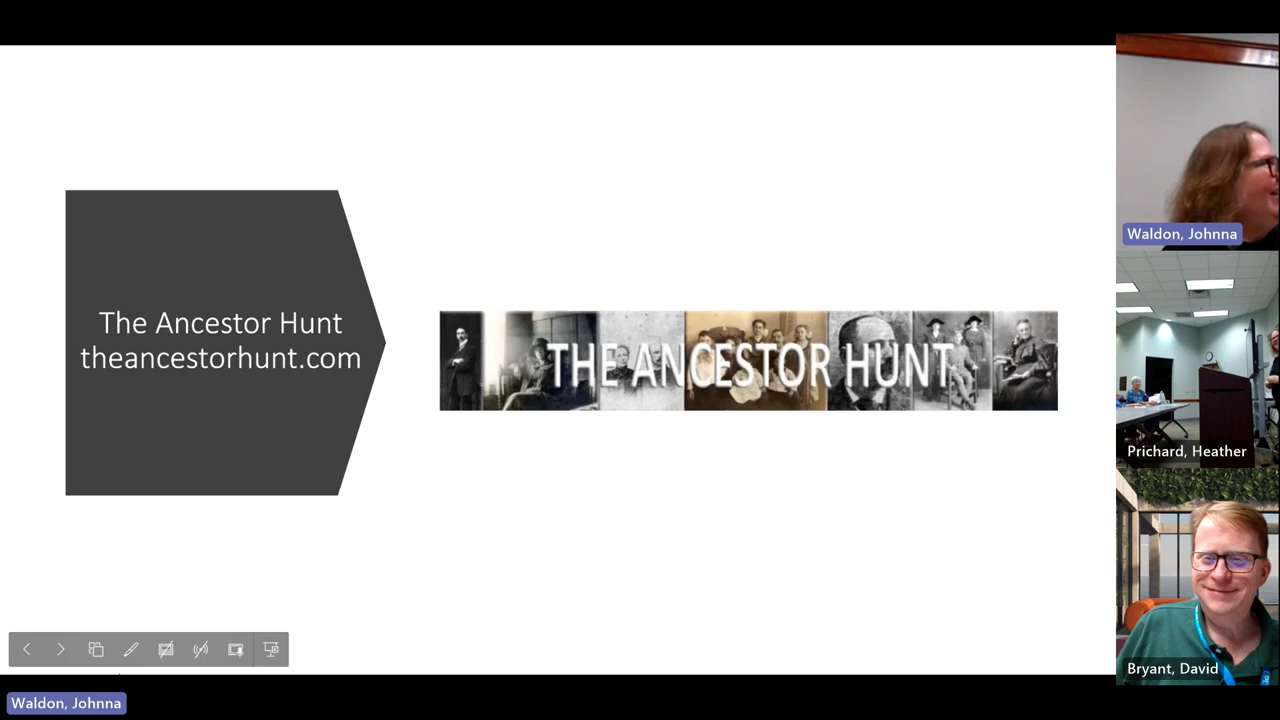 The Ancestor Hunt
theancestorhunt.com
THE ANCESTOR HUNT
Waldon, Johnna
Prichard, Heather
Bryant, David
Waldon, Johnna